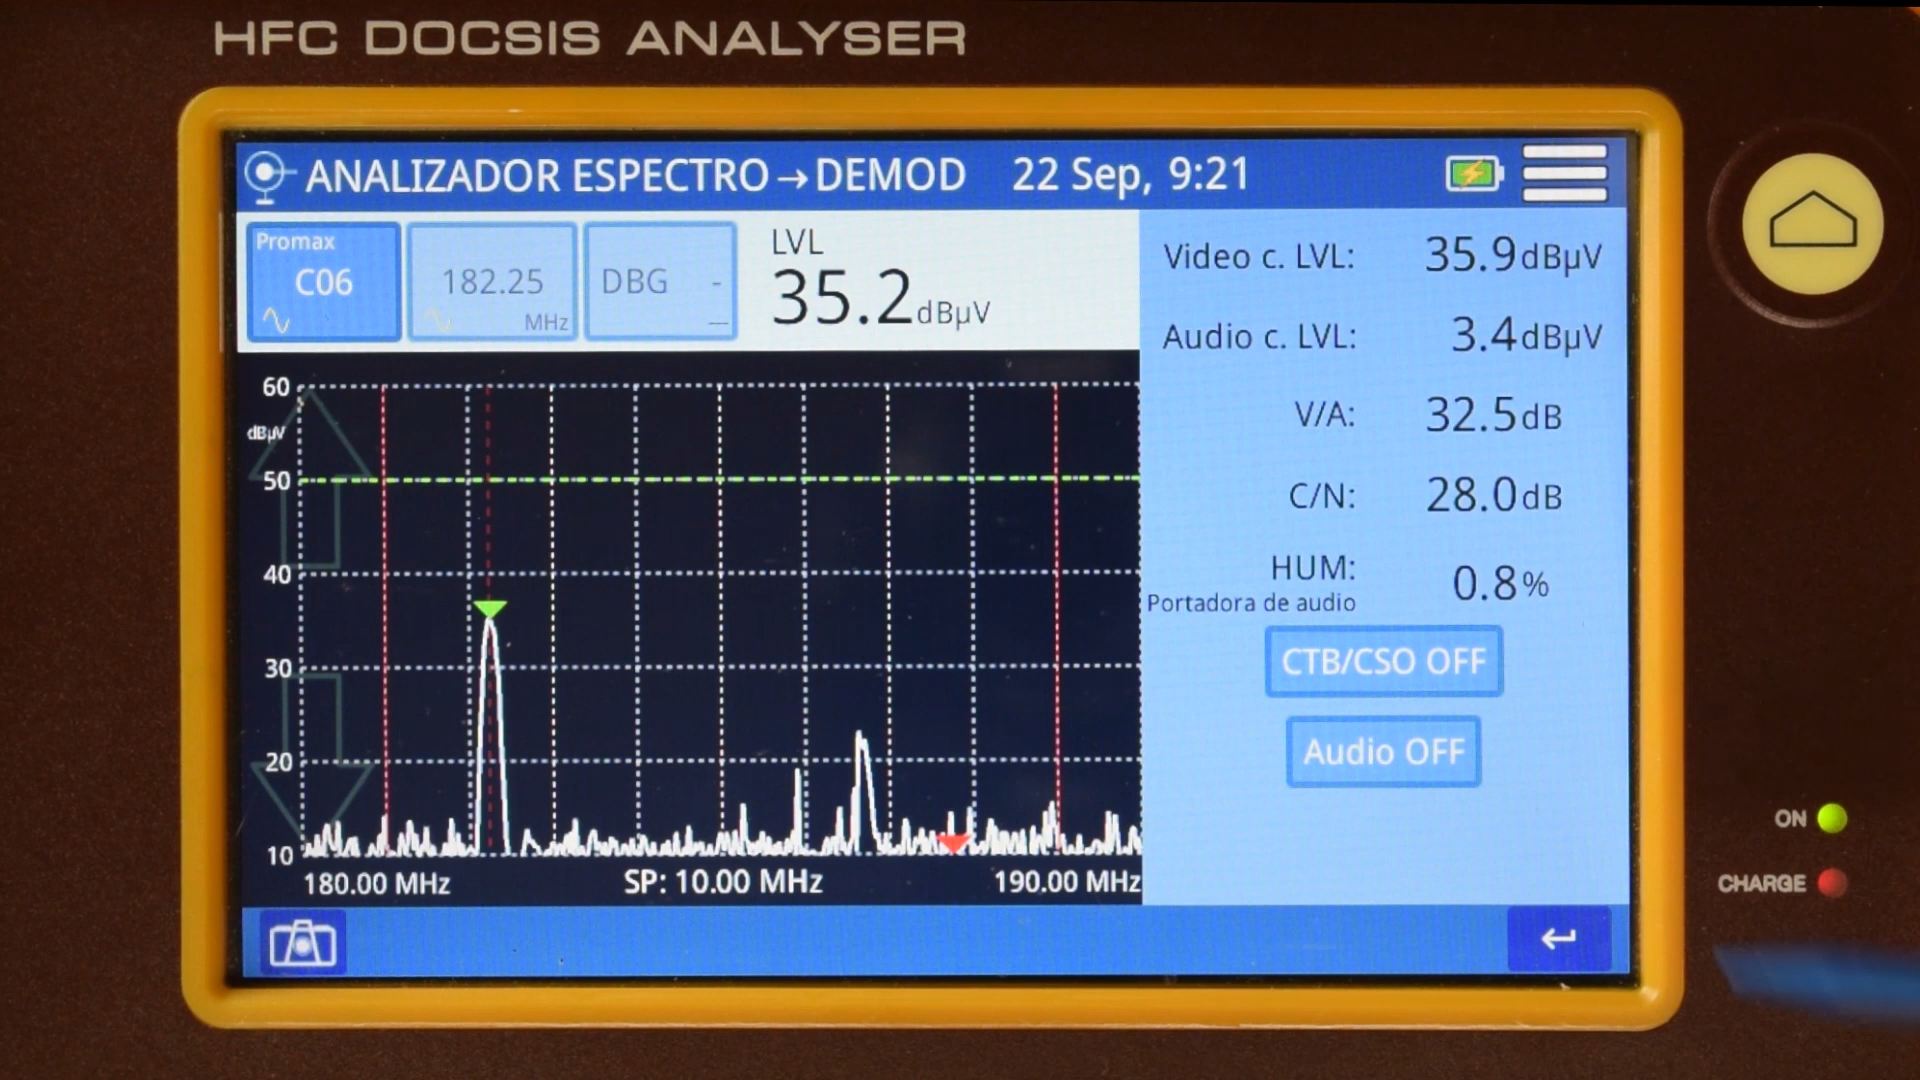 HFC DOCSIS ANALYSER
ANALIZADOR ESPECTRO→DEMOD 22 Sep, 9:21
Promax
C06
182.25
MHz
DBG -
—
LVL
35.2dBµV
Video c. LVL: 35.9dBµV
Audio c. LVL: 3.4dBµV
V/A: 32.5dB
C/N: 28.0dB
HUM: 0.8%
Portadora de audio
CTB/CSO OFF
Audio OFF
60
dBµV
50
40
30
20
10
180.00 MHz SP: 10.00 MHz 190.00 MHz
ON
CHARGE